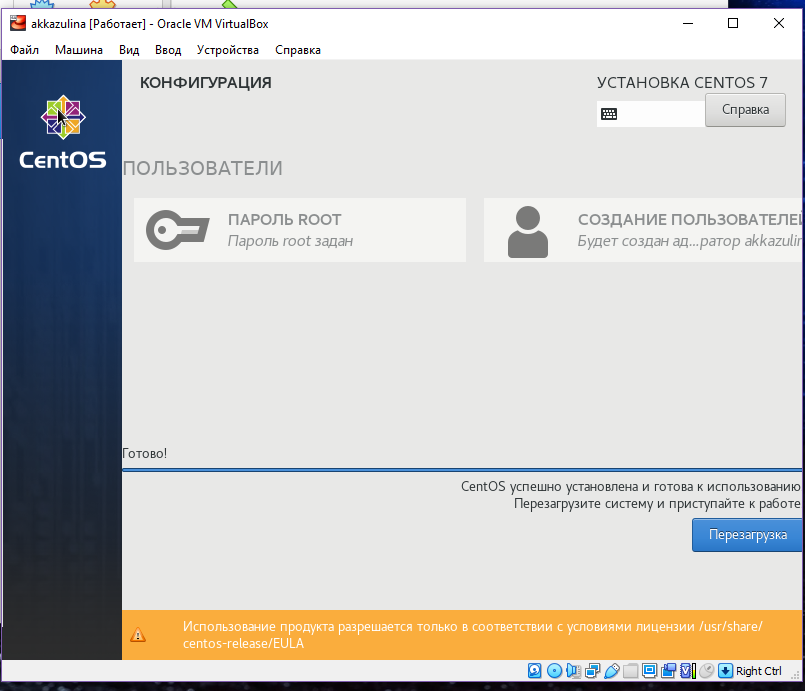 akkazulina [Работает] - Oracle VM VirtualBox
Файл Машина Вид Ввод Устройства Справка
CentOS
КОНФИГУРАЦИЯ
УСТАНОВКА CENTOS 7
Справка
ПОЛЬЗОВАТЕЛИ
ПАРОЛЬ ROOT
Пароль root задан
СОЗДАНИЕ ПОЛЬЗОВАТЕЛЕЙ
Будет создан ад...ратор akkazulin
Готово!
CentOS успешно установлена и готова к использованию
Перезагрузите систему и приступайте к работе
Перезагрузка
Использование продукта разрешается только в соответствии с условиями лицензии /usr/share/
centos-release/EULA
Right Ctrl